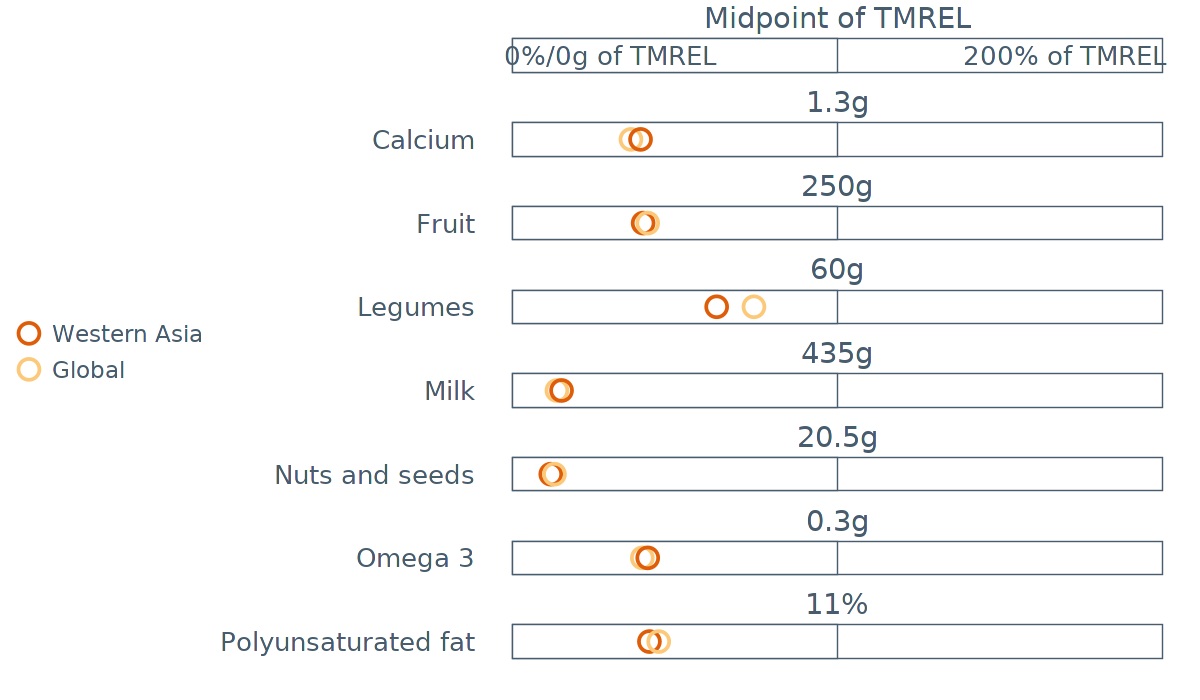 Midpoint of TMREL
0%/0g of TMREL
200% of TMREL
1.3g
Calcium
250g
Fruit
60g
Legumes
Western Asia
Global
435g
Milk
20.5g
Nuts and seeds
0.3g
Omega 3
11%
Polyunsaturated fat